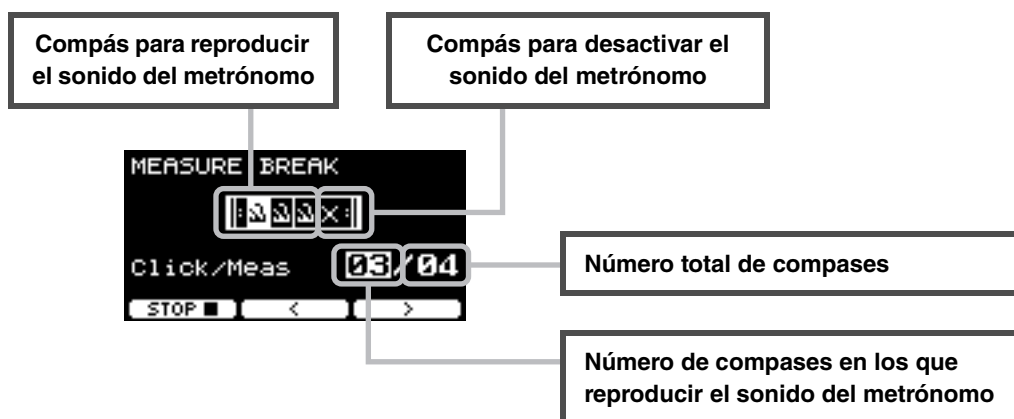 Compás para reproducir
el sonido del metrónomo
Compás para desactivar el
sonido del metrónomo
MEASURE BREAK
Click/Meas 03/04
STOP ■ < >
Número total de compases
Número de compases en los que
reproducir el sonido del metrónomo